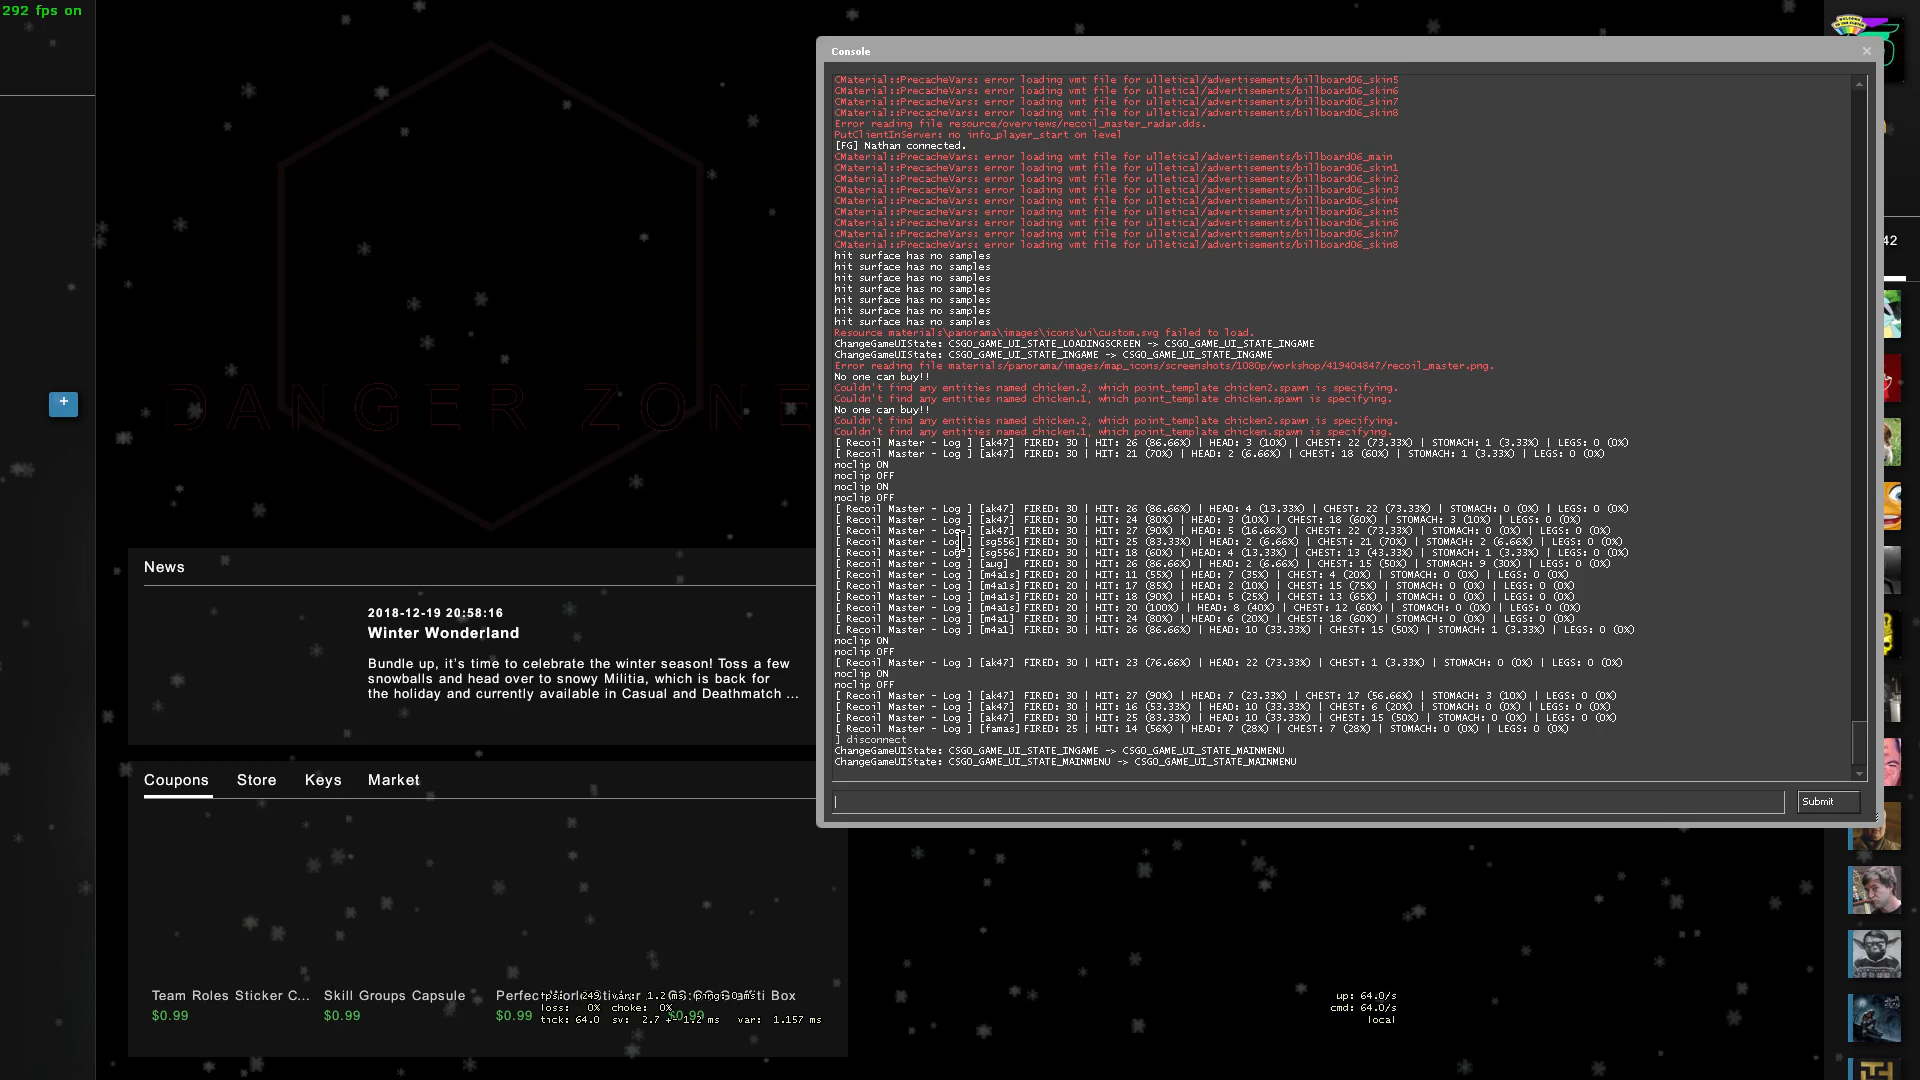 292 fps on
Console
CMaterial::PrecacheVars: error loading vmt file for ulletical/advertisements/billboard06_skin5
CMaterial::PrecacheVars: error loading vmt file for ulletical/advertisements/billboard06_skin6
CMaterial::PrecacheVars: error loading vmt file for ulletical/advertisements/billboard06_skin7
CMaterial::PrecacheVars: error loading vmt file for ulletical/advertisements/billboard06_skin8
Error reading file resource/overviews/recoil_master_radar.dds.
PutClientInServer: no info_player_start on level
[FG] Nathan connected.
CMaterial::PrecacheVars: error loading vmt file for ulletical/advertisements/billboard06_main
CMaterial::PrecacheVars: error loading vmt file for ulletical/advertisements/billboard06_skin1
CMaterial::PrecacheVars: error loading vmt file for ulletical/advertisements/billboard06_skin2
CMaterial::PrecacheVars: error loading vmt file for ulletical/advertisements/billboard06_skin3
CMaterial::PrecacheVars: error loading vmt file for ulletical/advertisements/billboard06_skin4
CMaterial::PrecacheVars: error loading vmt file for ulletical/advertisements/billboard06_skin5
CMaterial::PrecacheVars: error loading vmt file for ulletical/advertisements/billboard06_skin6
CMaterial::PrecacheVars: error loading vmt file for ulletical/advertisements/billboard06_skin7
CMaterial::PrecacheVars: error loading vmt file for ulletical/advertisements/billboard06_skin8
hit surface has no samples
hit surface has no samples
hit surface has no samples
hit surface has no samples
hit surface has no samples
hit surface has no samples
hit surface has no samples
Resource materials\panorama\images\icons\ui\custom.svg failed to load.
ChangeGameUIState: CSGO_GAME_UI_STATE_LOADINGSCREEN -> CSGO_GAME_UI_STATE_INGAME
ChangeGameUIState: CSGO_GAME_UI_STATE_INGAME -> CSGO_GAME_UI_STATE_INGAME
Error reading file materials/panorama/images/map_icons/screenshots/1080p/workshop/419404847/recoil_master.png.
No one can buy!!
Couldn't find any entities named chicken.2, which point_template chicken2.spawn is specifying.
Couldn't find any entities named chicken.1, which point_template chicken.spawn is specifying.
No one can buy!!
Couldn't find any entities named chicken.2, which point_template chicken2.spawn is specifying.
Couldn't find any entities named chicken.1, which point_template chicken.spawn is specifying.
[ Recoil Master - Log ] [ak47] FIRED: 30 | HIT: 26 (86.66%) | HEAD: 3 (10%) | CHEST: 22 (73.33%) | STOMACH: 1 (3.33%) | LEGS: 0 (0%)
[ Recoil Master - Log ] [ak47] FIRED: 30 | HIT: 21 (70%) | HEAD: 2 (6.66%) | CHEST: 18 (60%) | STOMACH: 1 (3.33%) | LEGS: 0 (0%)
noclip ON
noclip OFF
noclip ON
noclip OFF
[ Recoil Master - Log ] [ak47] FIRED: 30 | HIT: 26 (86.66%) | HEAD: 4 (13.33%) | CHEST: 22 (73.33%) | STOMACH: 0 (0%) | LEGS: 0 (0%)
[ Recoil Master - Log ] [ak47] FIRED: 30 | HIT: 24 (80%) | HEAD: 3 (10%) | CHEST: 18 (60%) | STOMACH: 3 (10%) | LEGS: 0 (0%)
[ Recoil Master - Log ] [ak47] FIRED: 30 | HIT: 27 (90%) | HEAD: 5 (16.66%) | CHEST: 22 (73.33%) | STOMACH: 0 (0%) | LEGS: 0 (0%)
[ Recoil Master - Log ] [sg556] FIRED: 30 | HIT: 25 (83.33%) | HEAD: 2 (6.66%) | CHEST: 21 (70%) | STOMACH: 2 (6.66%) | LEGS: 0 (0%)
[ Recoil Master - Log ] [sg556] FIRED: 30 | HIT: 18 (60%) | HEAD: 4 (13.33%) | CHEST: 13 (43.33%) | STOMACH: 1 (3.33%) | LEGS: 0 (0%)
[ Recoil Master - Log ] [aug] FIRED: 30 | HIT: 26 (86.66%) | HEAD: 2 (6.66%) | CHEST: 15 (50%) | STOMACH: 9 (30%) | LEGS: 0 (0%)
[ Recoil Master - Log ] [m4a1s] FIRED: 20 | HIT: 11 (55%) | HEAD: 7 (35%) | CHEST: 4 (20%) | STOMACH: 0 (0%) | LEGS: 0 (0%)
[ Recoil Master - Log ] [m4a1s] FIRED: 20 | HIT: 17 (85%) | HEAD: 2 (10%) | CHEST: 15 (75%) | STOMACH: 0 (0%) | LEGS: 0 (0%)
[ Recoil Master - Log ] [m4a1s] FIRED: 20 | HIT: 18 (90%) | HEAD: 5 (25%) | CHEST: 13 (65%) | STOMACH: 0 (0%) | LEGS: 0 (0%)
[ Recoil Master - Log ] [m4a1s] FIRED: 20 | HIT: 20 (100%) | HEAD: 8 (40%) | CHEST: 12 (60%) | STOMACH: 0 (0%) | LEGS: 0 (0%)
[ Recoil Master - Log ] [m4a1] FIRED: 30 | HIT: 24 (80%) | HEAD: 6 (20%) | CHEST: 18 (60%) | STOMACH: 0 (0%) | LEGS: 0 (0%)
[ Recoil Master - Log ] [m4a1] FIRED: 30 | HIT: 26 (86.66%) | HEAD: 10 (33.33%) | CHEST: 15 (50%) | STOMACH: 1 (3.33%) | LEGS: 0 (0%)
noclip ON
noclip OFF
[ Recoil Master - Log ] [ak47] FIRED: 30 | HIT: 23 (76.66%) | HEAD: 22 (73.33%) | CHEST: 1 (3.33%) | STOMACH: 0 (0%) | LEGS: 0 (0%)
noclip ON
noclip OFF
[ Recoil Master - Log ] [ak47] FIRED: 30 | HIT: 27 (90%) | HEAD: 7 (23.33%) | CHEST: 17 (56.66%) | STOMACH: 3 (10%) | LEGS: 0 (0%)
[ Recoil Master - Log ] [ak47] FIRED: 30 | HIT: 16 (53.33%) | HEAD: 10 (33.33%) | CHEST: 6 (20%) | STOMACH: 0 (0%) | LEGS: 0 (0%)
[ Recoil Master - Log ] [ak47] FIRED: 30 | HIT: 25 (83.33%) | HEAD: 10 (33.33%) | CHEST: 15 (50%) | STOMACH: 0 (0%) | LEGS: 0 (0%)
[ Recoil Master - Log ] [famas] FIRED: 25 | HIT: 14 (56%) | HEAD: 7 (28%) | CHEST: 7 (28%) | STOMACH: 0 (0%) | LEGS: 0 (0%)
] disconnect
ChangeGameUIState: CSGO_GAME_UI_STATE_INGAME -> CSGO_GAME_UI_STATE_MAINMENU
ChangeGameUIState: CSGO_GAME_UI_STATE_MAINMENU -> CSGO_GAME_UI_STATE_MAINMENU
Submit
42
DANGER ZONE
+
News
2018-12-19 20:58:16
Winter Wonderland
Bundle up, it's time to celebrate the winter season! Toss a few
snowballs and head over to snowy Militia, which is back for
the holiday and currently available in Casual and Deathmatch ...
Coupons Store Keys Market
Team Roles Sticker C... Skill Groups Capsule
$0.99 $0.99 $0.99 $0.99
fps: 249 var: 1.2 ms ping: 0 ms
loss: 0% choke: 0%
tick: 64.0 sv: 2.7 +- 1.2 ms var: 1.157 ms
up: 64.0/s
cmd: 64.0/s
local